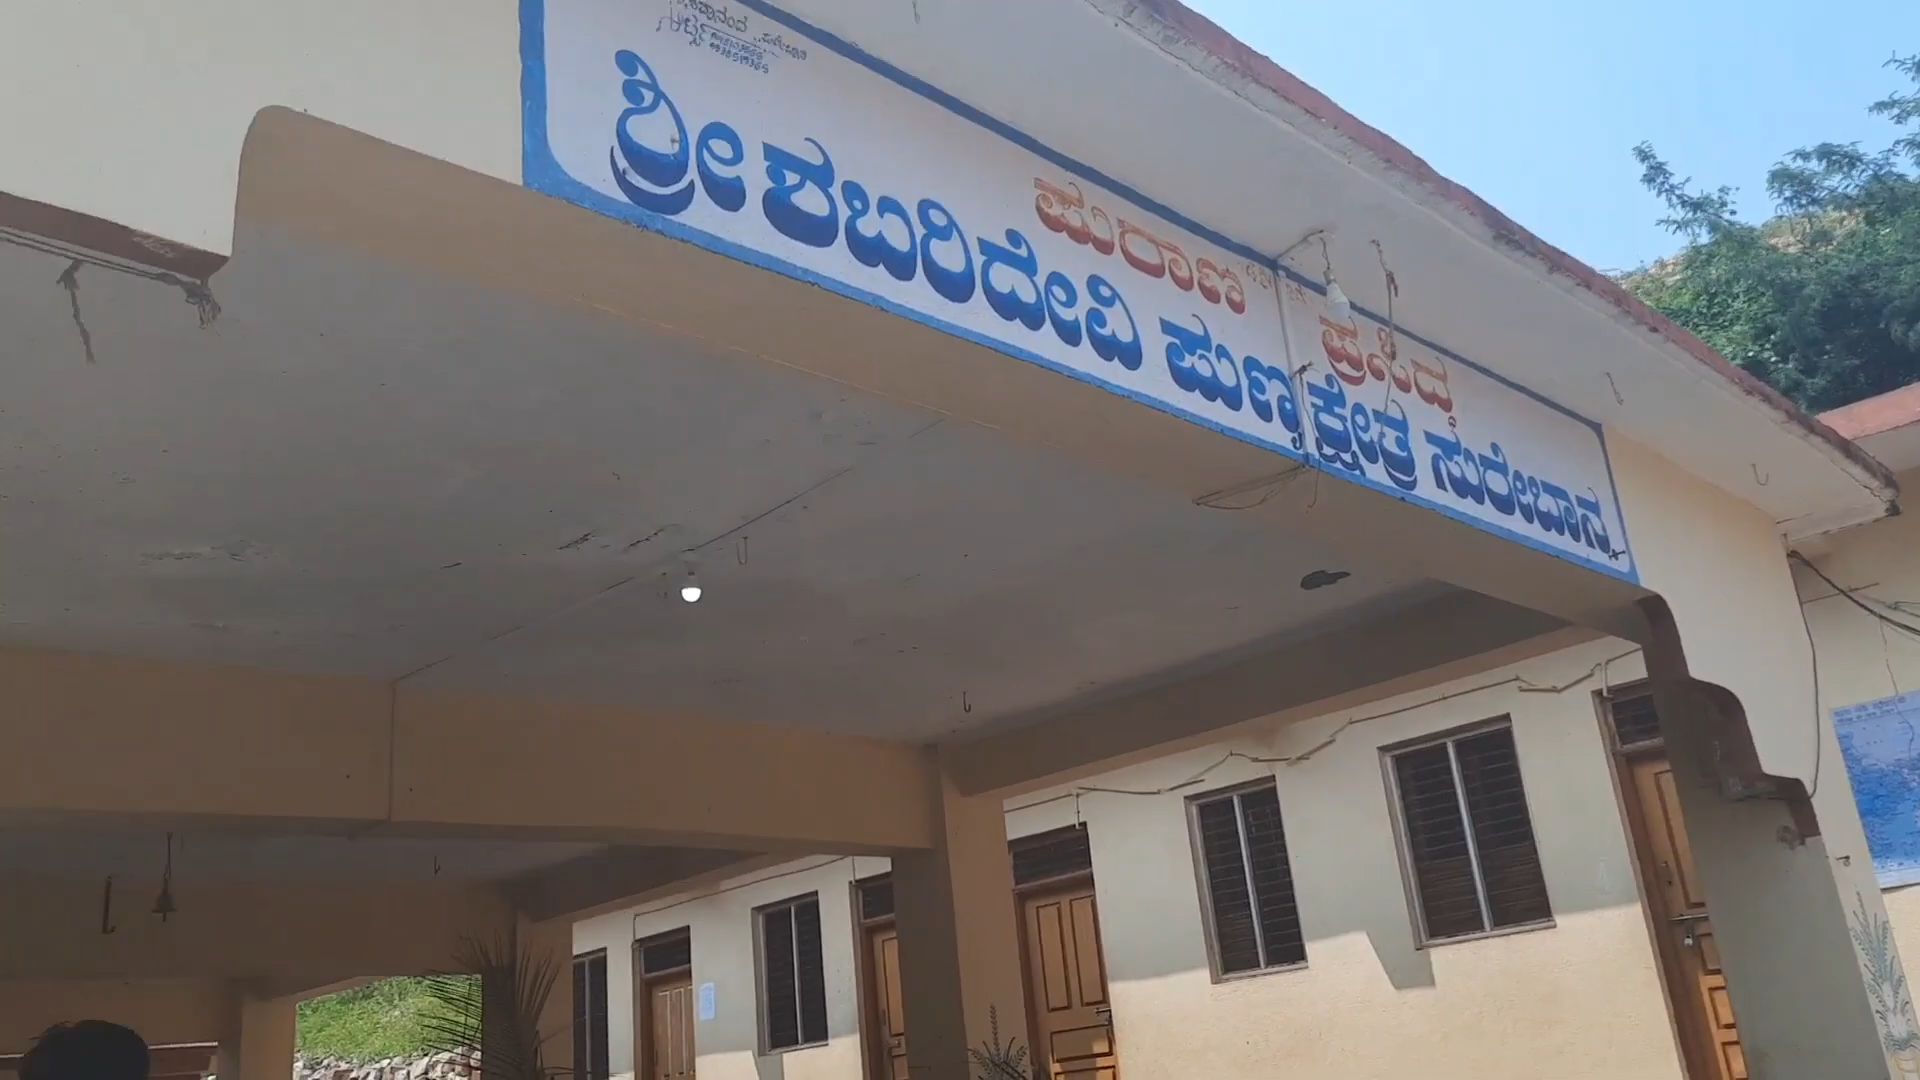 ಪುರಾಣ ಪ್ರಸಿದ್ದ
ಶ್ರೀ ಶಬರಿದೇವಿ ಪುಣ್ಯಕ್ಷೇತ್ರ ಸುರೇಬಾನ